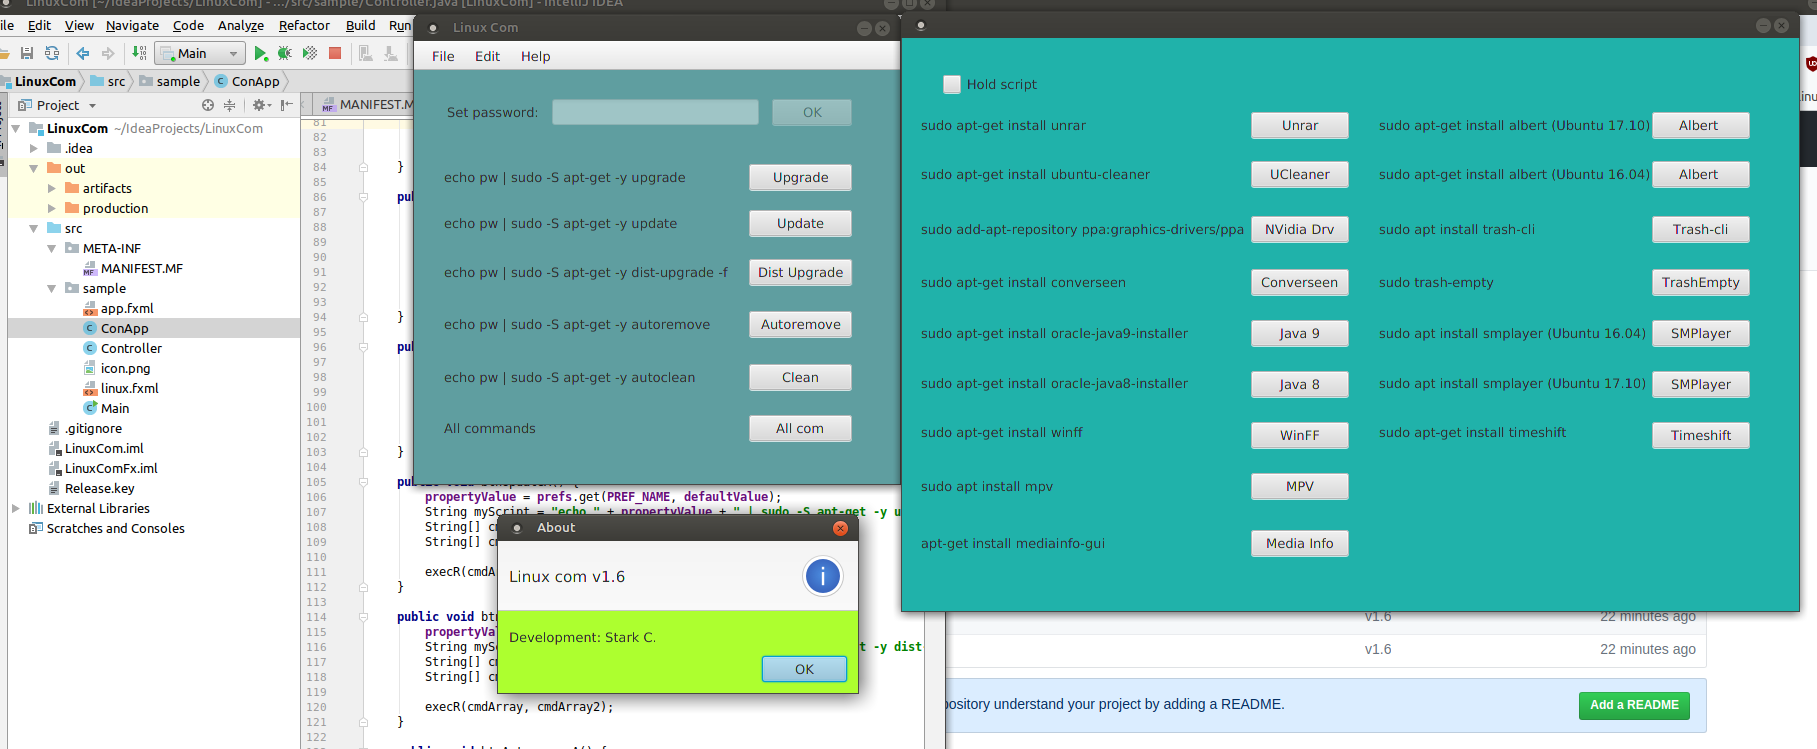 LinuxCom [~/IdeaProjects/LinuxCom] - .../src/sample/Controller.java [LinuxCom] - IntelliJ IDEA
Edit View Navigate Code Analyze Refactor Build
Main
LinuxCom src sample ConApp
Project
MANIFEST.M
LinuxCom ~/IdeaProjects/LinuxCom
.idea
out
artifacts
production
src
META-INF
MANIFEST.MF
sample
app.fxml
ConApp
Controller
icon.png
linux.fxml
Main
.gitignore
LinuxCom.iml
LinuxComFx.iml
Release.key
External Libraries
Scratches and Consoles
81
82
83
84 }
85
86 pu
87
88
89
90
91
92
93
94 }
95
96 pu
97
98
99
100
101
102
103 }
104
105
106 propertyValue = prefs.get(PREF_NAME, defaultValue);
107 String myScript = "echo " + propertyValue + " | sudo -S apt-get -y u
108 String[] cm
109 String[] cm
110
111 execR(cmdA
112 }
113
114 public void bt
115 propertyVa
116 String mySc t -y dist
117 String[] cm
118 String[] cm
119
120 execR(cmdArray, cmdArray2);
121 }
122
Linux Com
File Edit Help
Set password: OK
echo pw | sudo -S apt-get -y upgrade Upgrade
echo pw | sudo -S apt-get -y update Update
echo pw | sudo -S apt-get -y dist-upgrade -f Dist Upgrade
echo pw | sudo -S apt-get -y autoremove Autoremove
echo pw | sudo -S apt-get -y autoclean Clean
All commands All com
About
Linux com v1.6
i
Development: Stark C.
OK
Hold script
sudo apt-get install unrar Unrar sudo apt-get install albert (Ubuntu 17.10) Albert
sudo apt-get install ubuntu-cleaner UCleaner sudo apt-get install albert (Ubuntu 16.04) Albert
sudo add-apt-repository ppa:graphics-drivers/ppa NVidia Drv sudo apt install trash-cli Trash-cli
sudo apt-get install converseen Converseen sudo trash-empty TrashEmpty
sudo apt-get install oracle-java9-installer Java 9 sudo apt install smplayer (Ubuntu 16.04) SMPlayer
sudo apt-get install oracle-java8-installer Java 8 sudo apt install smplayer (Ubuntu 17.10) SMPlayer
sudo apt-get install winff WinFF sudo apt-get install timeshift Timeshift
sudo apt install mpv MPV
apt-get install mediainfo-gui Media Info
v1.6 22 minutes ago
v1.6 22 minutes ago
pository understand your project by adding a README. Add a README